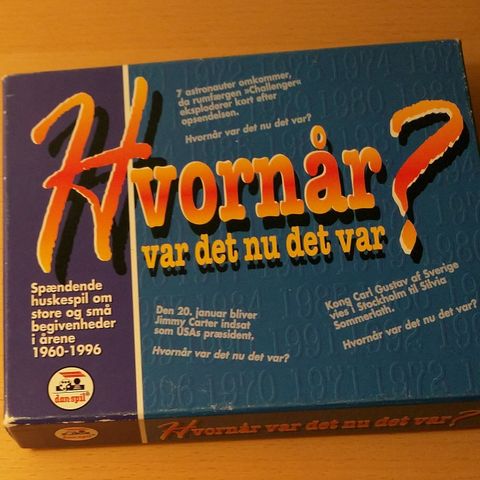 7 astronauter omkommer,
da rumfærgen »Challenger«
eksploderer kort efter
opsendelsen.
Hvornår var det nu det var?
Hvornår?
var det nu det var
Spændende
huskespil om
store og små
begivenheder
i årene
1960-1996
Den 20. januar bliver
Jimmy Carter indsat
som USAs præsident,
Hvornår var det nu det var?
Kong Carl Gustav af Sverige
vies i Stockholm til Silvia
Sommerlath.
Hvornår var det nu det var?
dan-spil
Hvornår var det nu det var?